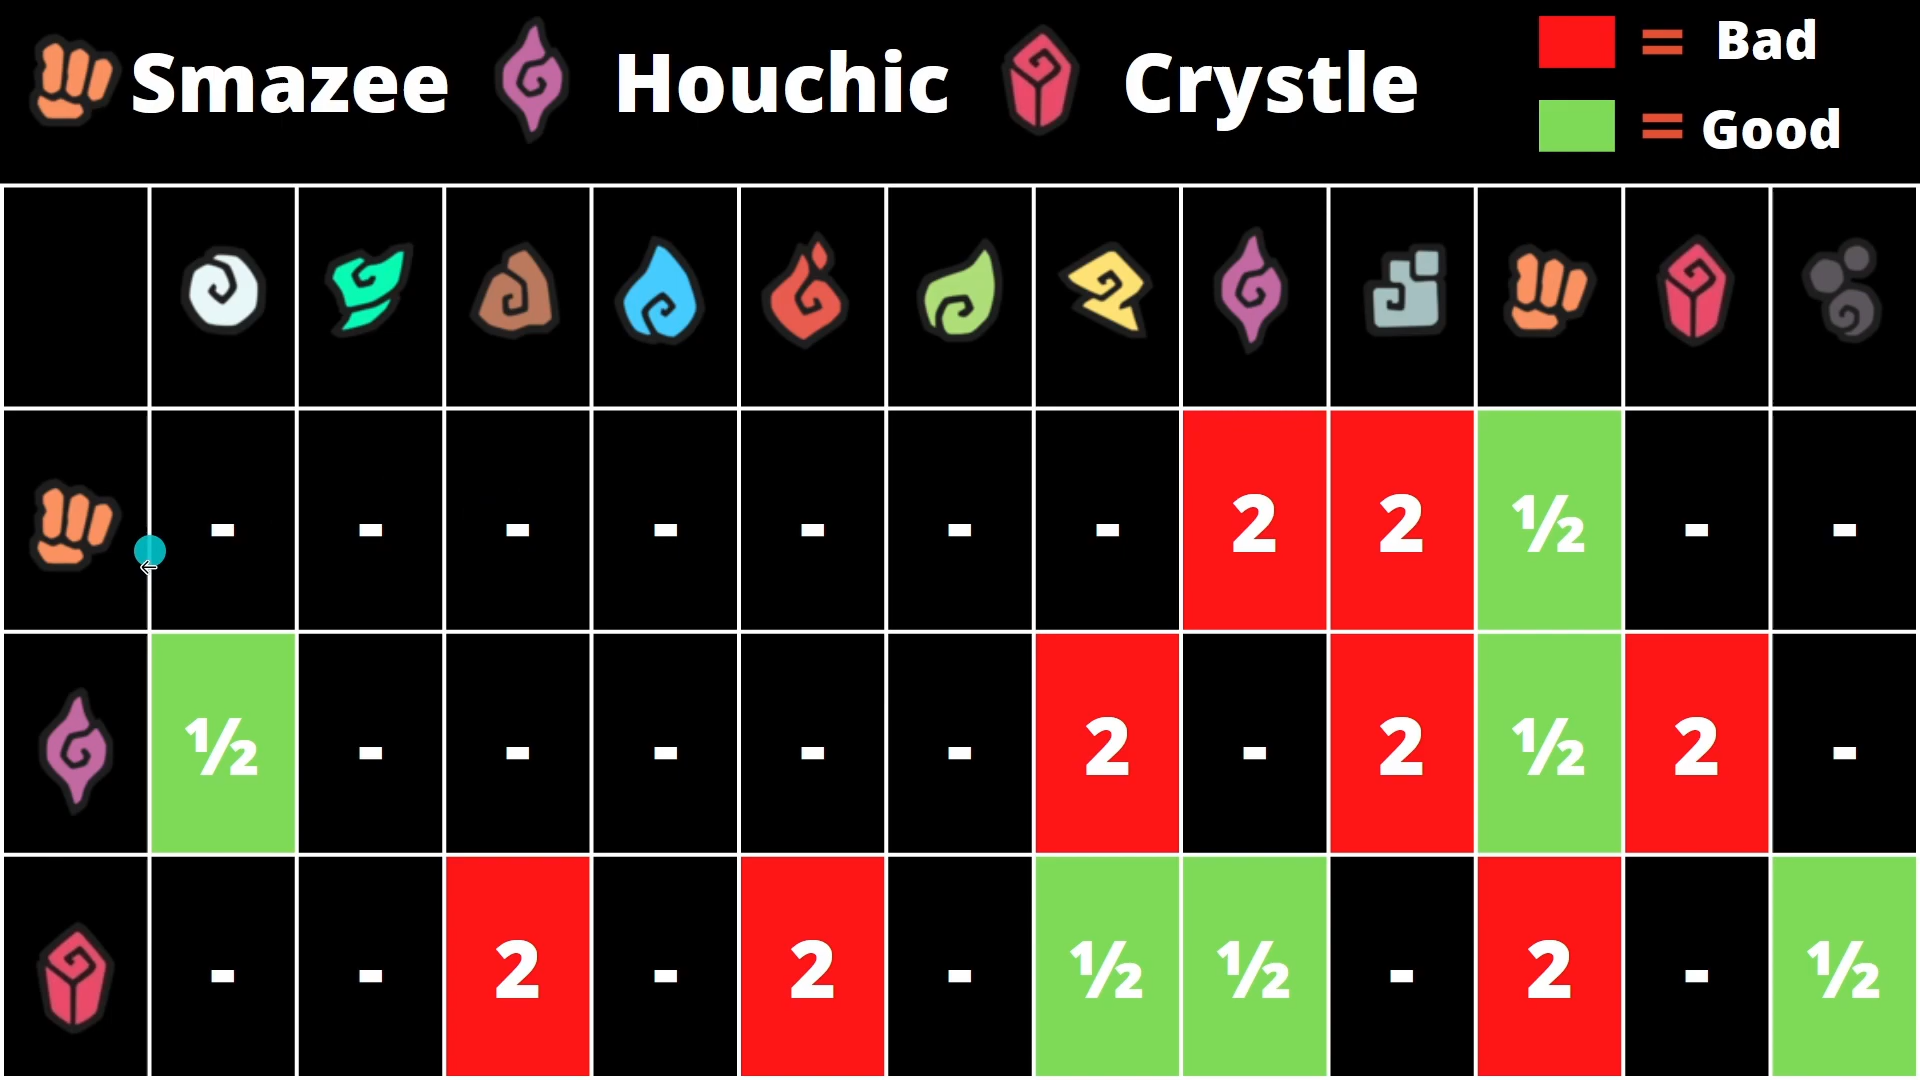 Smazee Houchic Crystle = Bad
= Good
- - - - - - - 2 2 ½ - -
½ - - - - - 2 - 2 ½ 2 -
- - 2 - 2 - ½ ½ - 2 - ½